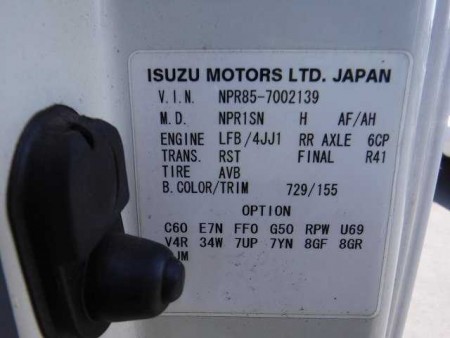 ISUZU MOTORS LTD. JAPAN
V.I.N. NPR85-7002139
M.D. NPR1SN H AF/AH
ENGINE LFB/4JJ1 RR AXLE 6CP
TRANS. RST FINAL R41
TIRE AVB
B.COLOR/TRIM 729/155
OPTION
C60 E7N FF0 G50 RPW U69
V4R 34W 7UP 7YN 8GF 8GR